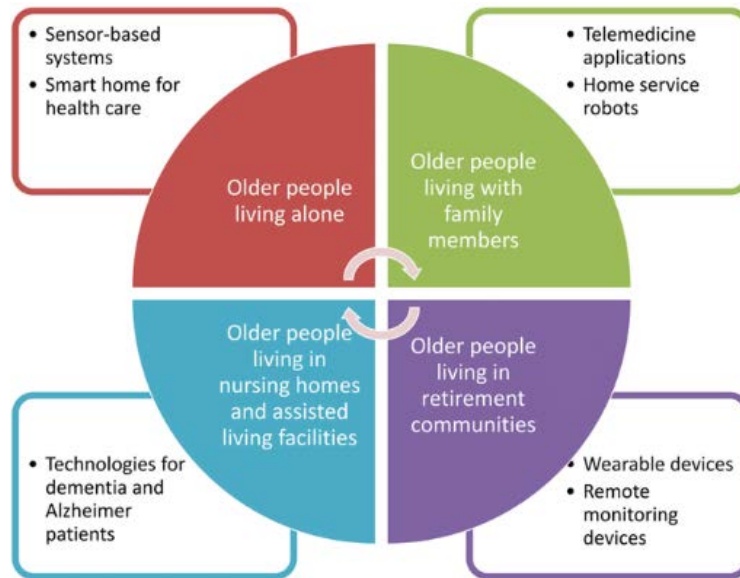 • Sensor-based
systems
• Smart home for
health care
• Telemedicine
applications
• Home service
robots
Older people
living alone
Older people
living with
family
members
Older people
living in
nursing homes
and assisted
living facilities
Older people
living in
retirement
communities
• Technologies for
dementia and
Alzheimer
patients
• Wearable devices
• Remote
monitoring
devices